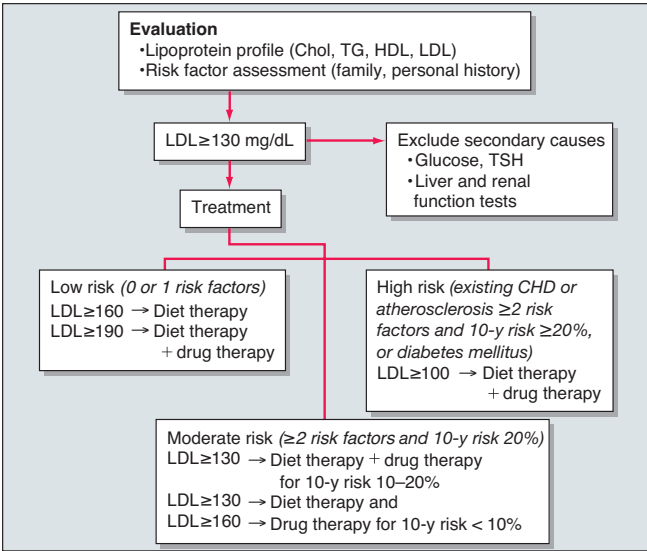 Evaluation
•Lipoprotein profile (Chol, TG, HDL, LDL)
•Risk factor assessment (family, personal history)
LDL≥130 mg/dL
Exclude secondary causes
•Glucose, TSH
•Liver and renal
function tests
Treatment
Low risk (0 or 1 risk factors)
LDL≥160 → Diet therapy
LDL≥190 → Diet therapy
+ drug therapy
High risk (existing CHD or
atherosclerosis ≥2 risk
factors and 10-y risk ≥20%,
or diabetes mellitus)
LDL≥100 → Diet therapy
+ drug therapy
Moderate risk (≥2 risk factors and 10-y risk 20%)
LDL≥130 → Diet therapy + drug therapy
for 10-y risk 10–20%
LDL≥130 → Diet therapy and
LDL≥160 → Drug therapy for 10-y risk < 10%